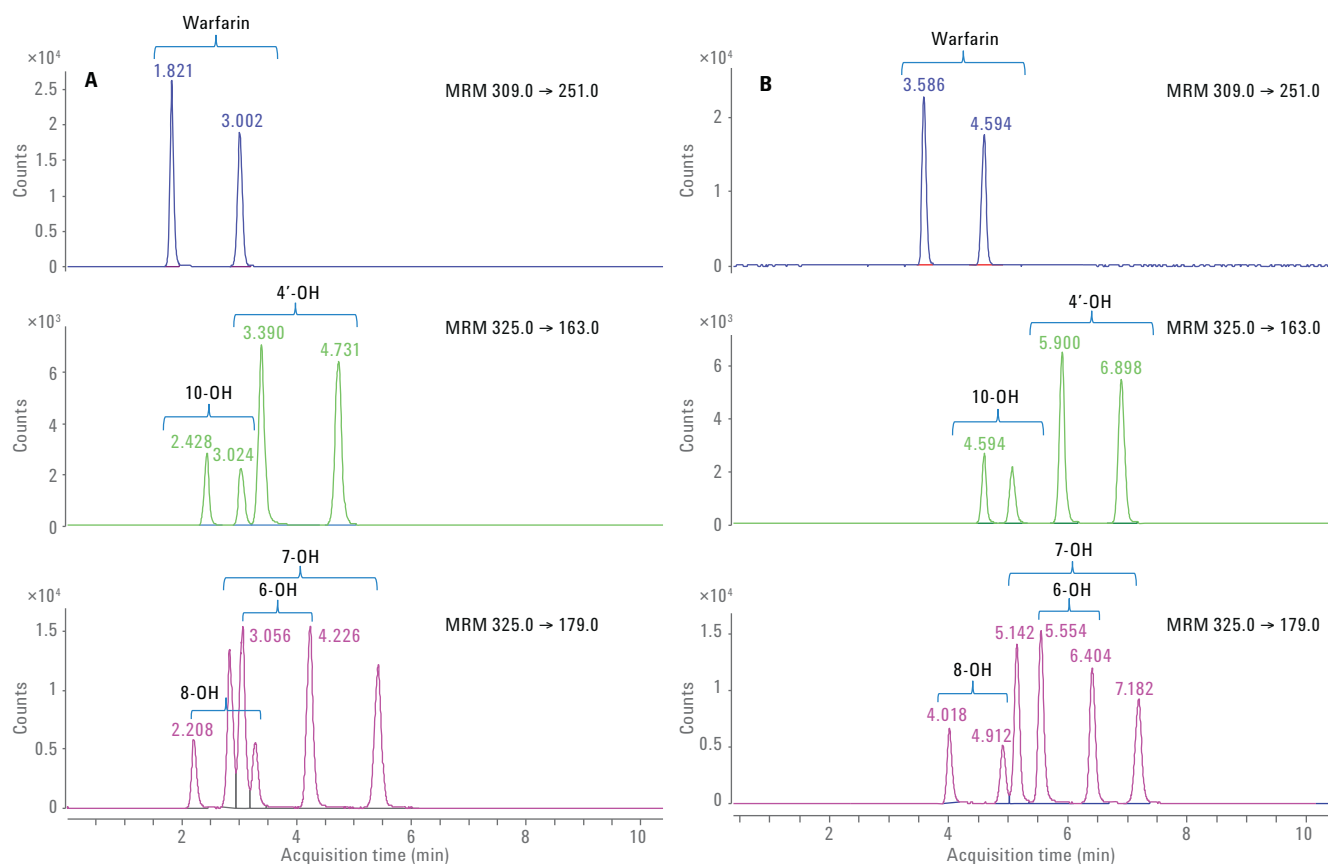 Warfarin
×10⁴
A
1.821
MRM 309.0 → 251.0
2.5
3.002
2
1.5
1
0.5
0
Counts
4′-OH
×10³
3.390
MRM 325.0 → 163.0
4.731
6
10-OH
4
2.428
3.024
2
0
Counts
7-OH
×10⁴
6-OH
MRM 325.0 → 179.0
1.5
3.056
4.226
1
8-OH
2.208
0.5
0
Counts
2 4 6 8 10
Acquisition time (min)
Warfarin
×10⁴
B
3.586
MRM 309.0 → 251.0
4.594
2
1
0
Counts
4′-OH
×10³
5.900
MRM 325.0 → 163.0
6.898
6
10-OH
4
4.594
2
0
Counts
7-OH
×10⁴
6-OH
MRM 325.0 → 179.0
1.5
5.142
5.554
6.404
1
8-OH
7.182
4.018
4.912
0.5
0
Counts
2 4 6 8 10
Acquisition time (min)